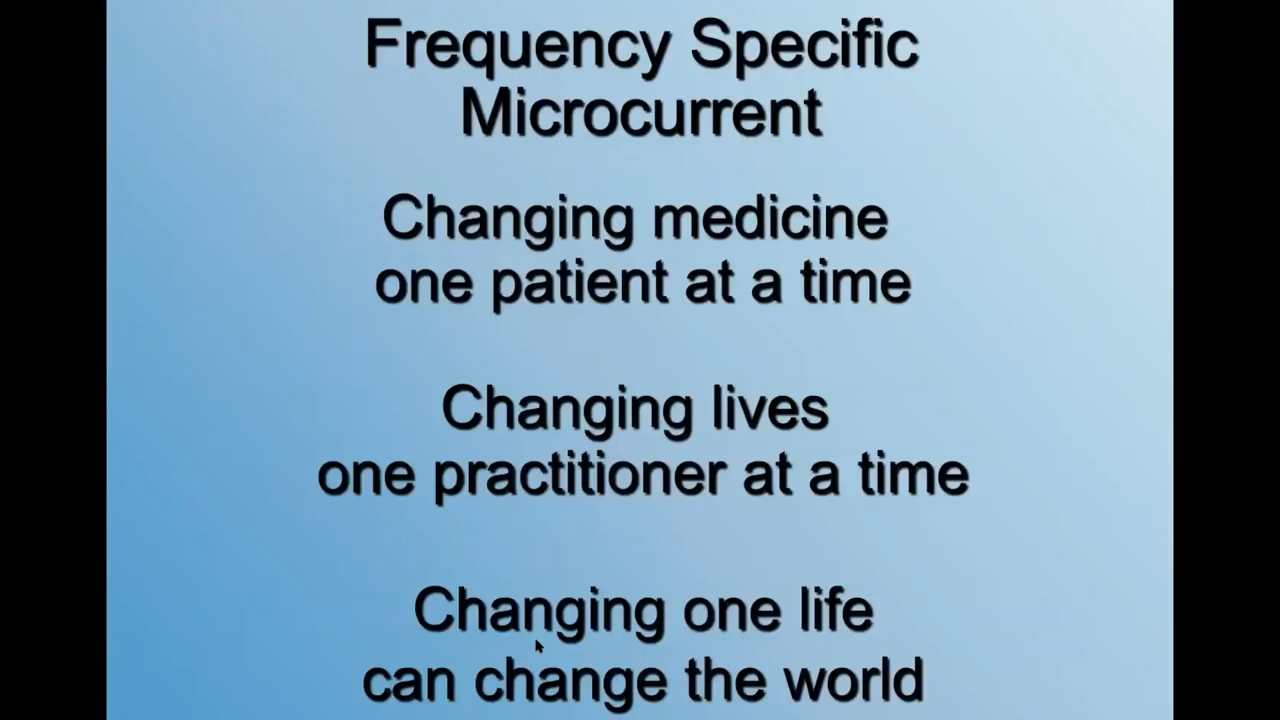 Frequency Specific
Microcurrent
Changing medicine
one patient at a time
Changing lives
one practitioner at a time
Changing one life
can change the world